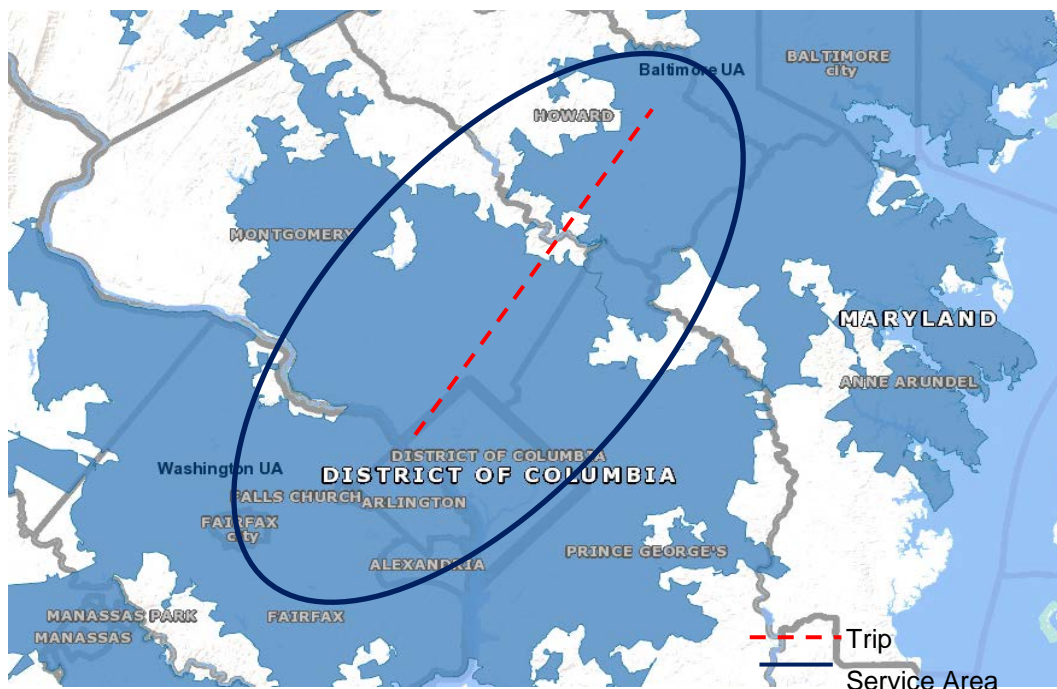 Baltimore UA
BALTIMORE
city
HOWARD
MONTGOMERY
MARYLAND
ANNE ARUNDEL
DISTRICT OF COLUMBIA
Washington UA
DISTRICT OF COLUMBIA
FALLS CHURCH
ARLINGTON
FAIRFAX
city
PRINCE GEORGE'S
ALEXANDRIA
MANASSAS PARK
FAIRFAX
MANASSAS
Trip
Service Area